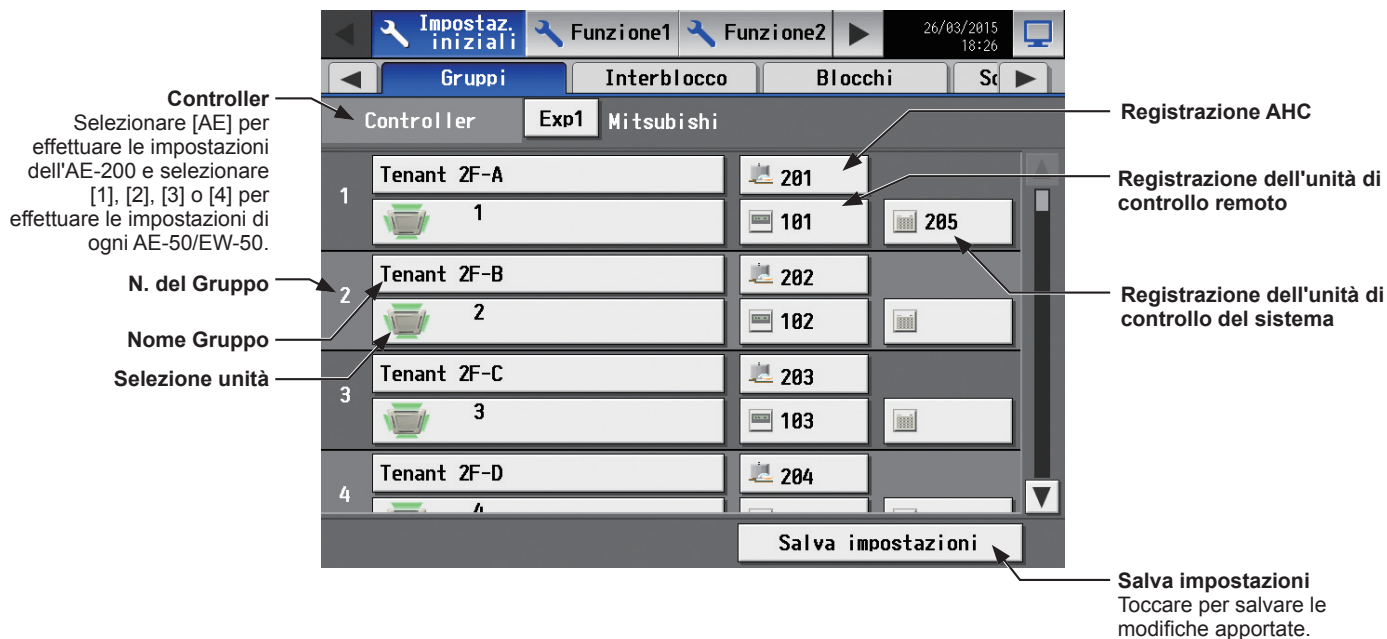 Impostaz.
iniziali
Funzione1
Funzione2
26/03/2015
18:26
Gruppi
Interblocco
Blocchi
Controller
Selezionare [AE] per
effettuare le impostazioni
dell'AE-200 e selezionare
[1], [2], [3] o [4] per
effettuare le impostazioni di
ogni AE-50/EW-50.
N. del Gruppo
Nome Gruppo
Selezione unità
Controller
Exp1
Mitsubishi
1
Tenant 2F-A
201
1
101
205
2
Tenant 2F-B
202
2
102
3
Tenant 2F-C
203
3
103
4
Tenant 2F-D
204
Salva impostazioni
Registrazione AHC
Registrazione dell'unità di
controllo remoto
Registrazione dell'unità di
controllo del sistema
Salva impostazioni
Toccare per salvare le
modifiche apportate.